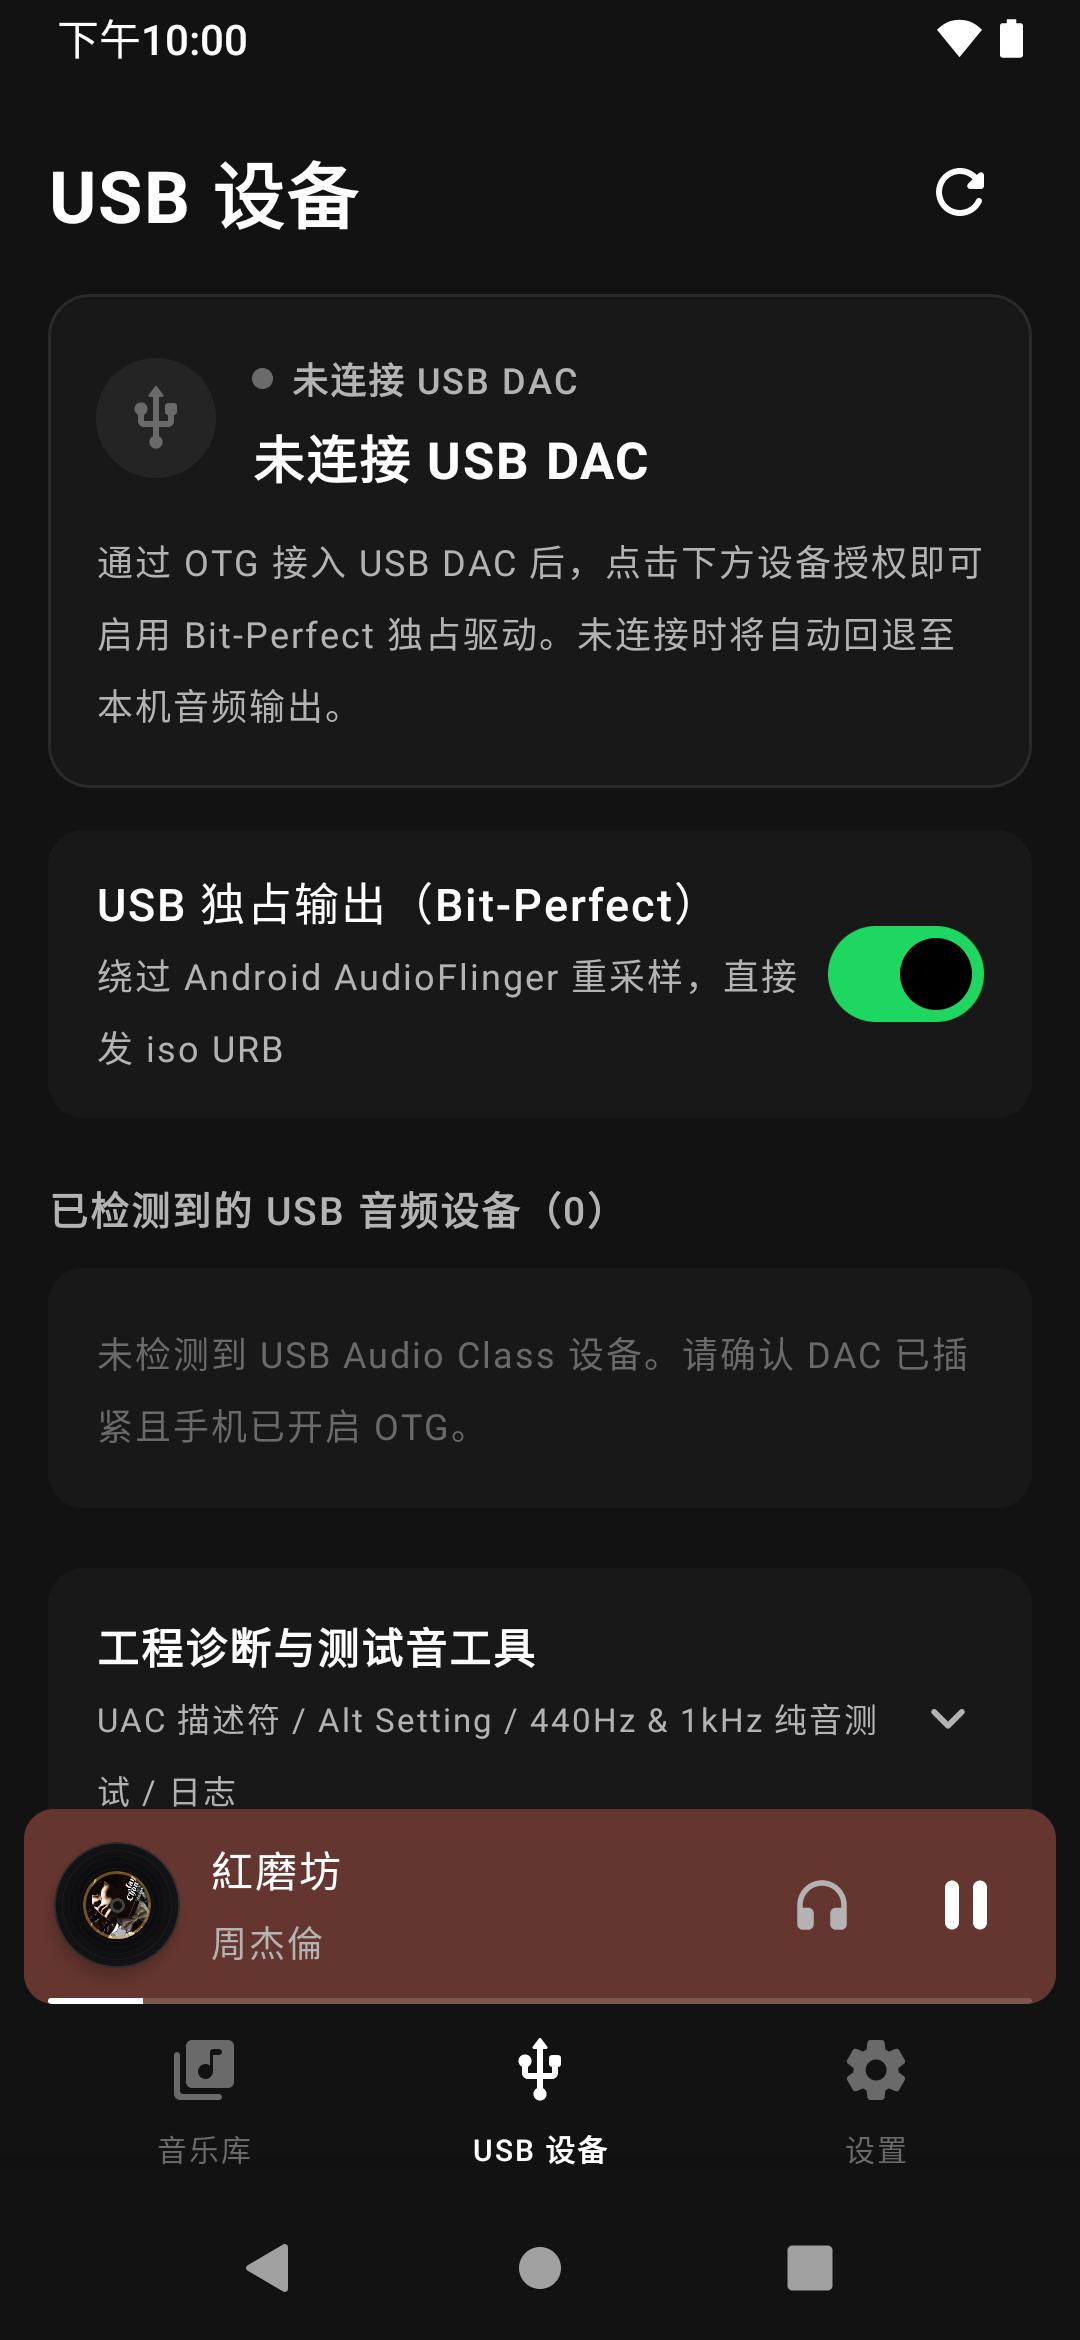 下午10:00
USB 设备
未连接 USB DAC
未连接 USB DAC
通过 OTG 接入 USB DAC 后，点击下方设备授权即可
启用 Bit-Perfect 独占驱动。未连接时将自动回退至
本机音频输出。
USB 独占输出（Bit-Perfect）
绕过 Android AudioFlinger 重采样，直接
发 iso URB
已检测到的 USB 音频设备（0）
未检测到 USB Audio Class 设备。请确认 DAC 已插
紧且手机已开启 OTG。
工程诊断与测试音工具
UAC 描述符 / Alt Setting / 440Hz & 1kHz 纯音测
试 / 日志
紅磨坊
周杰倫
音乐库
USB 设备
设置